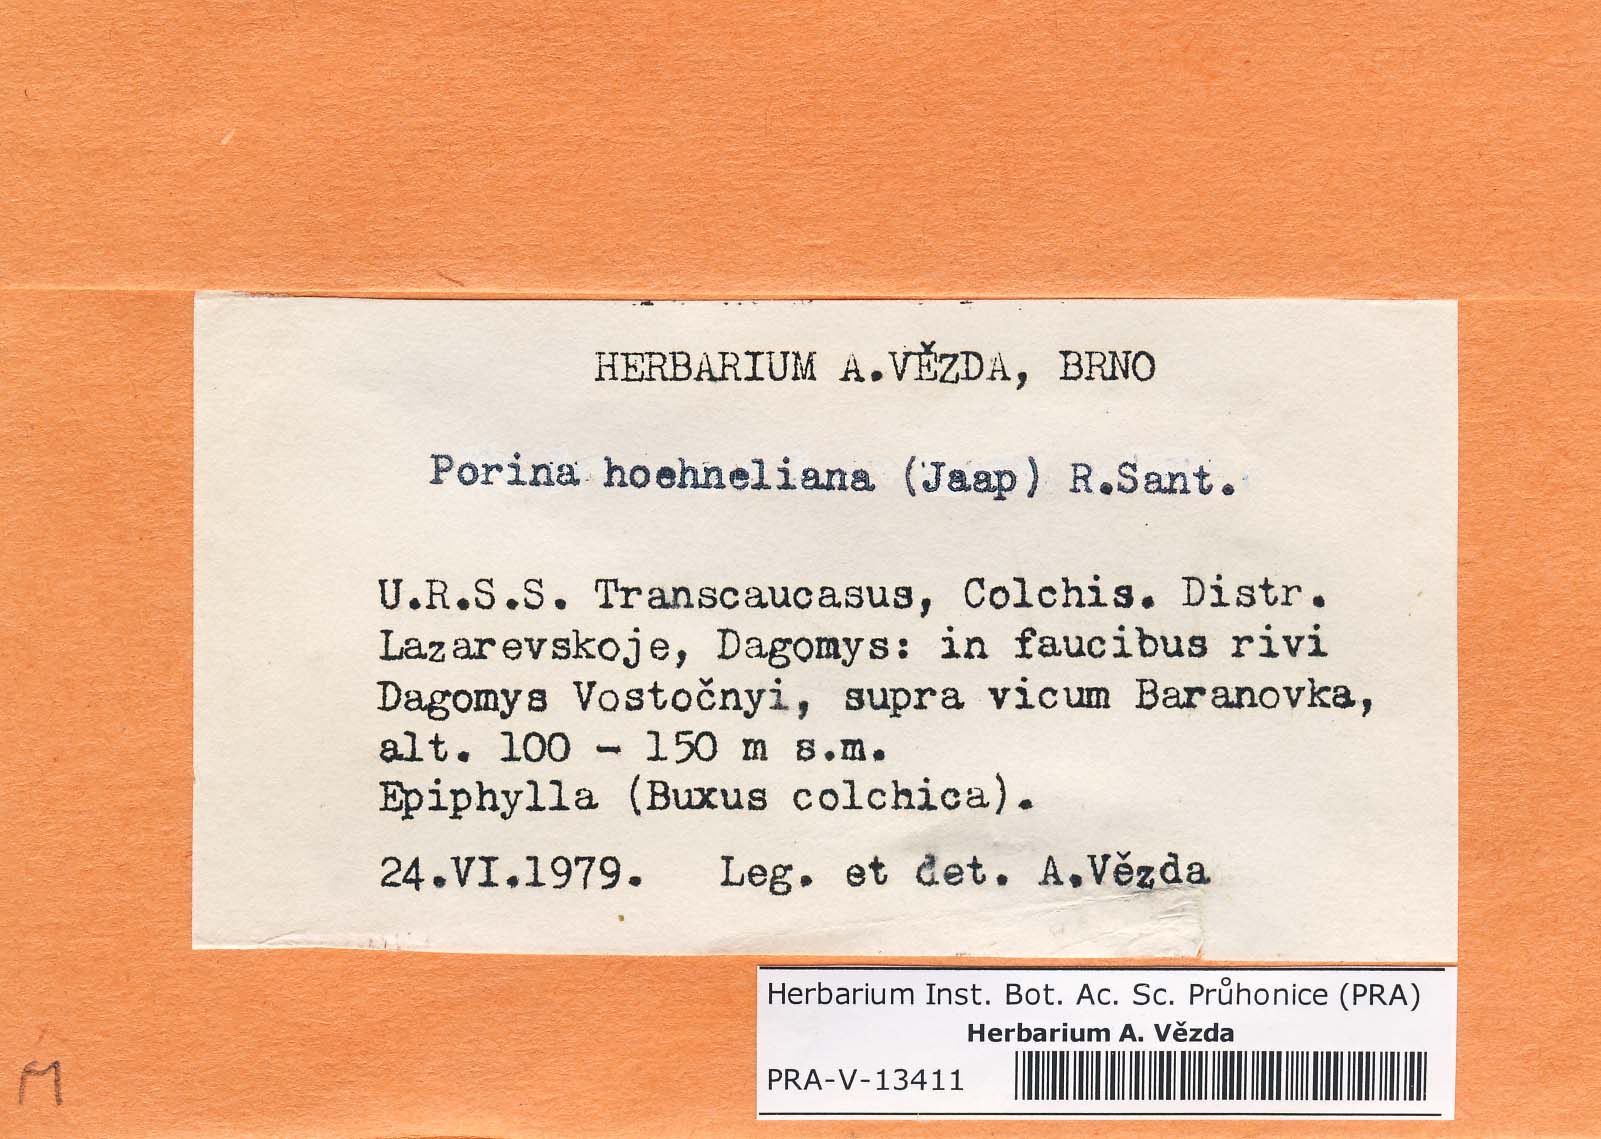 HERBARIUM A.VĚZDA, BRNO
Porina hoehneliana (Jaap) R.Sant.
U.R.S.S. Transcaucasus, Colchis. Distr.
Lazarevskoje, Dagomys: in faucibus rivi
Dagomys Vostočnyi, supra vicum Baranovka,
alt. 100 - 150 m s.m.
Epiphylla (Buxus colchica).
24.VI.1979. Leg. et det. A.Vězda
Herbarium Inst. Bot. Ac. Sc. Průhonice (PRA)
Herbarium A. Vězda
PRA-V-13411
M